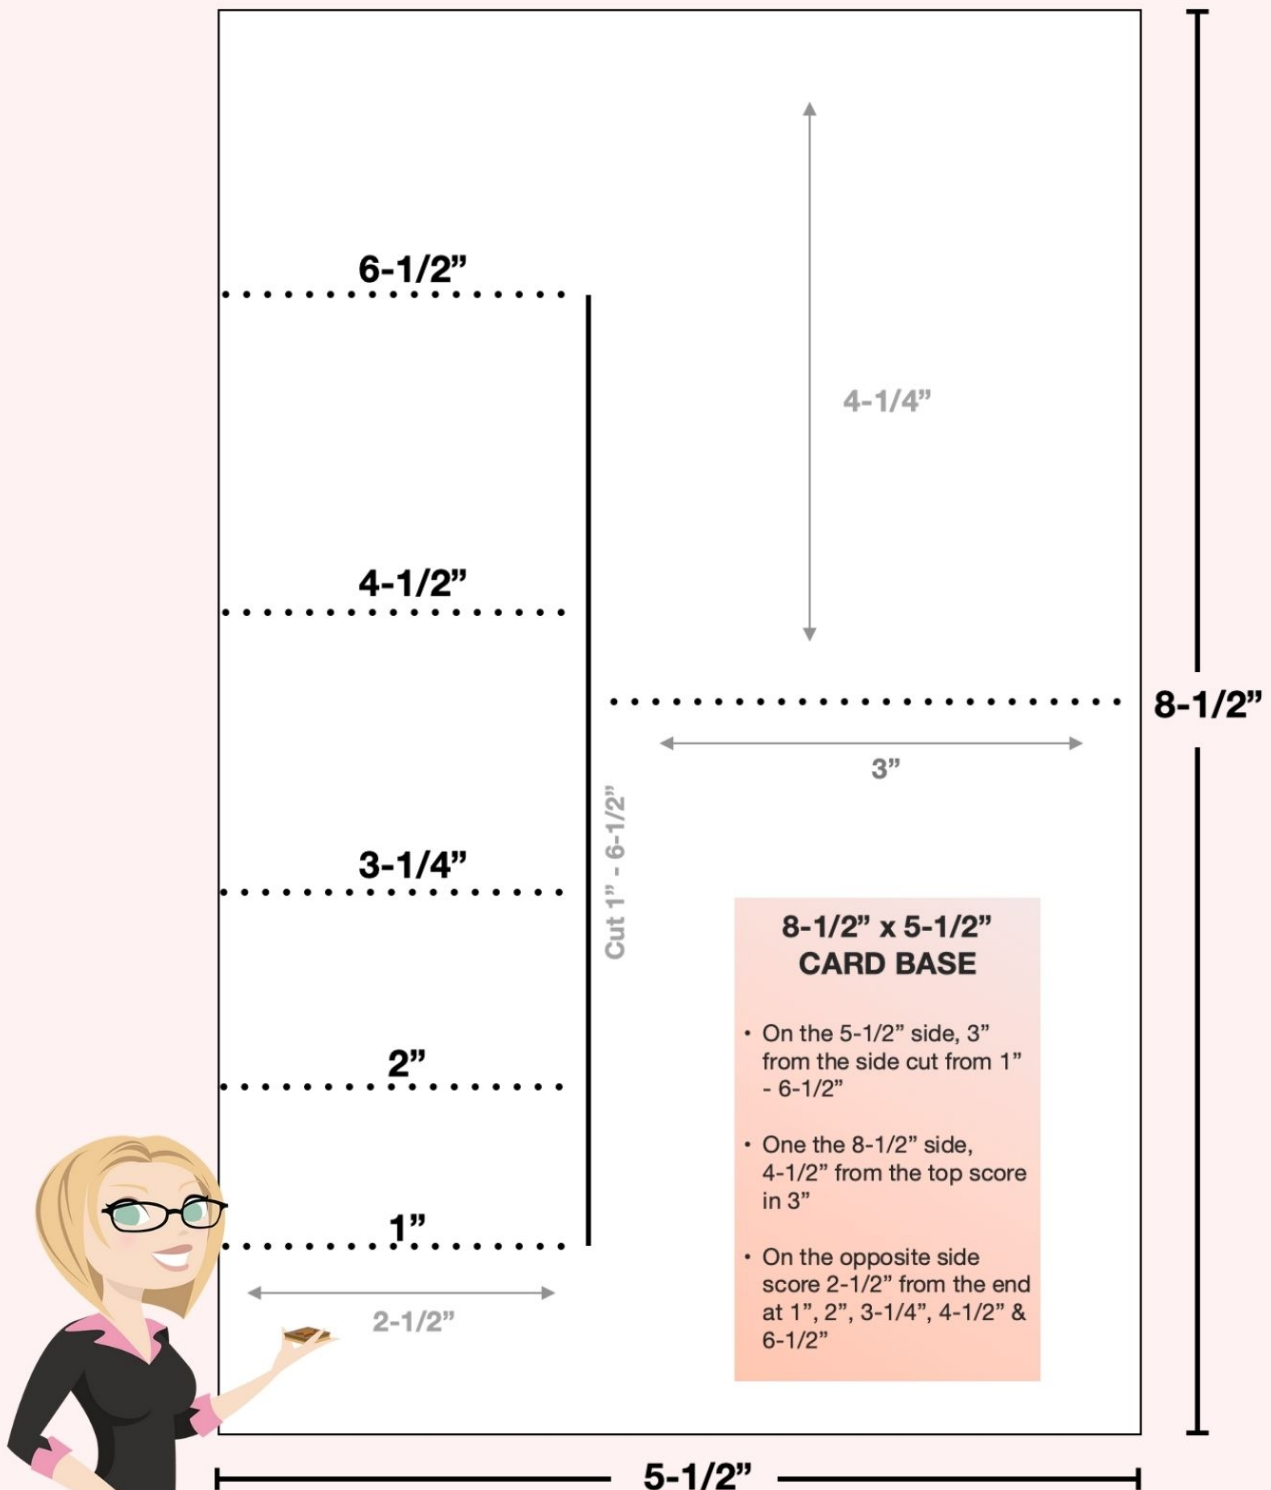 6-1/2”
4-1/4”
4-1/2”
8-1/2”
3”
Cut 1” - 6-1/2”
3-1/4”
2”
1”
2-1/2”
8-1/2” x 5-1/2”
CARD BASE
• On the 5-1/2” side, 3”
from the side cut from 1”
- 6-1/2”
• One the 8-1/2” side,
4-1/2” from the top score
in 3”
• On the opposite side
score 2-1/2” from the end
at 1”, 2”, 3-1/4”, 4-1/2” &
6-1/2”
5-1/2”